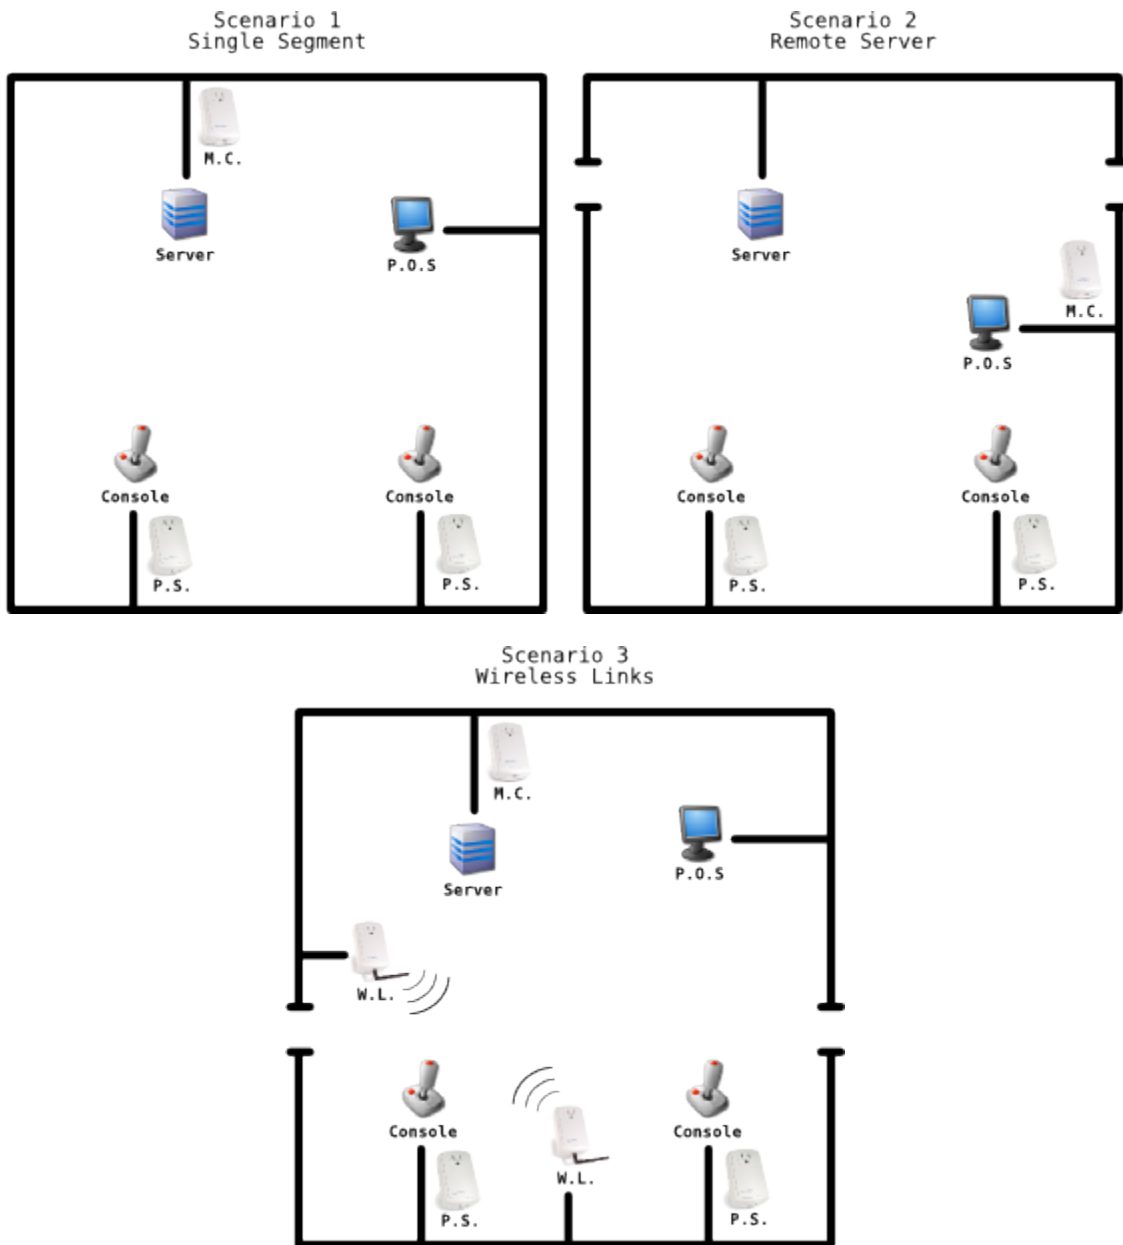 Scenario 1
Single Segment
Scenario 2
Remote Server
M.C.
Server
P.O.S
Server
M.C.
P.O.S
Console
Console
Console
Console
P.S.
P.S.
P.S.
P.S.
Scenario 3
Wireless Links
M.C.
Server
P.O.S
W.L.
Console
Console
W.L.
P.S.
P.S.